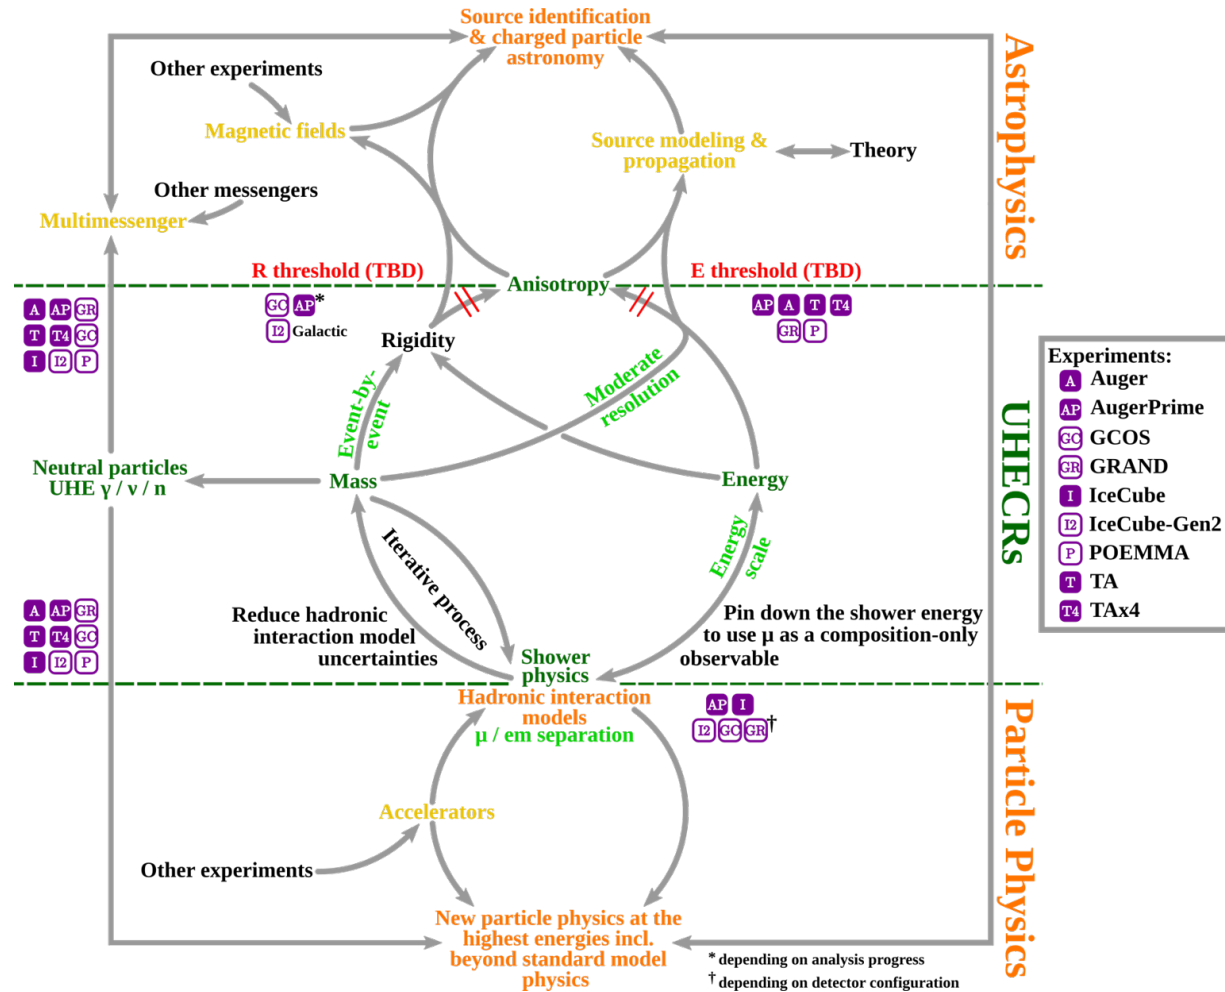 Source identification
& charged particle
astronomy
Astrophysics
Other experiments
Magnetic fields
Source modeling &
propagation
Theory
Other messengers
Multimessenger
R threshold (TBD)
E threshold (TBD)
Anisotropy
A AP GR
T T4 GC
I I2 P
GC AP*
I2 Galactic
AP A T T4
GR P
Rigidity
Moderate
resolution
Event-by-
event
Experiments:
A Auger
AP AugerPrime
GC GCOS
GR GRAND
I IceCube
I2 IceCube-Gen2
P POEMMA
T TA
T4 TAx4
UHECRs
Neutral particles
UHE γ / ν / n
Mass
Energy
Energy
scale
Iterative process
A AP GR
T T4 GC
I I2 P
Reduce hadronic
interaction model
uncertainties
Pin down the shower energy
to use μ as a composition-only
observable
Shower
physics
Hadronic interaction
models
μ / em separation
AP I
I2 GC GR†
Particle Physics
Accelerators
Other experiments
New particle physics at the
highest energies incl.
beyond standard model
physics
* depending on analysis progress
† depending on detector configuration